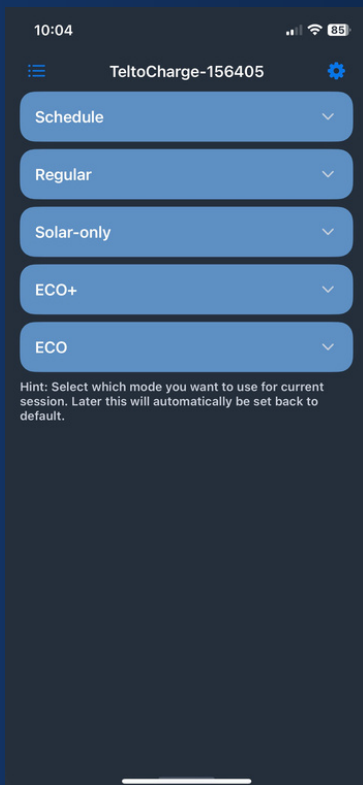 10:04
85
TeltoCharge-156405
Schedule
Regular
Solar-only
ECO+
ECO
Hint: Select which mode you want to use for current
session. Later this will automatically be set back to
default.